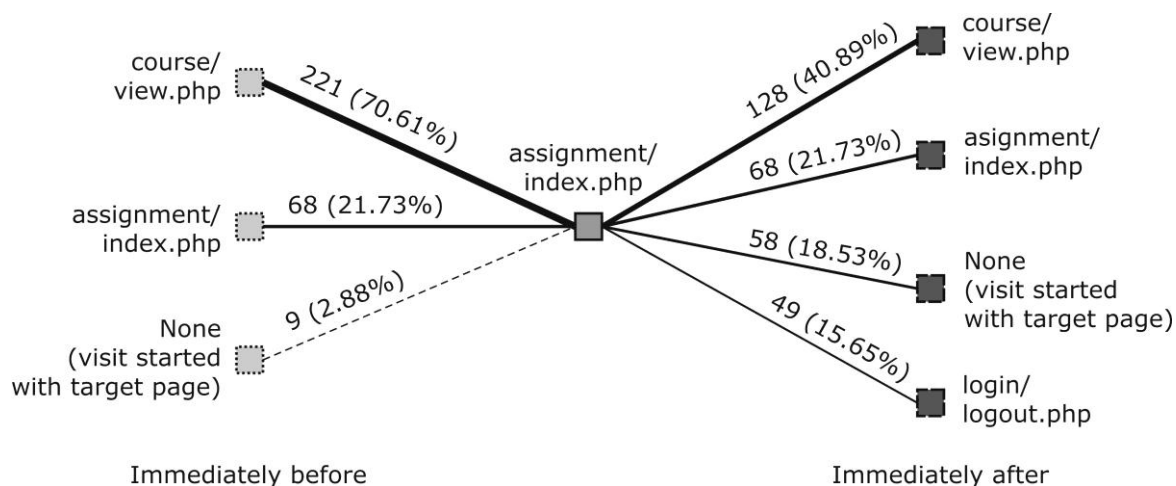 course/
view.php
221 (70.61%)
assignment/
index.php
68 (21.73%)
None
(visit started
with target page)
9 (2.88%)
assignment/
index.php
128 (40.89%)
course/
view.php
68 (21.73%)
asignment/
index.php
58 (18.53%)
None
(visit started
with target page)
49 (15.65%)
login/
logout.php
Immediately before
Immediately after